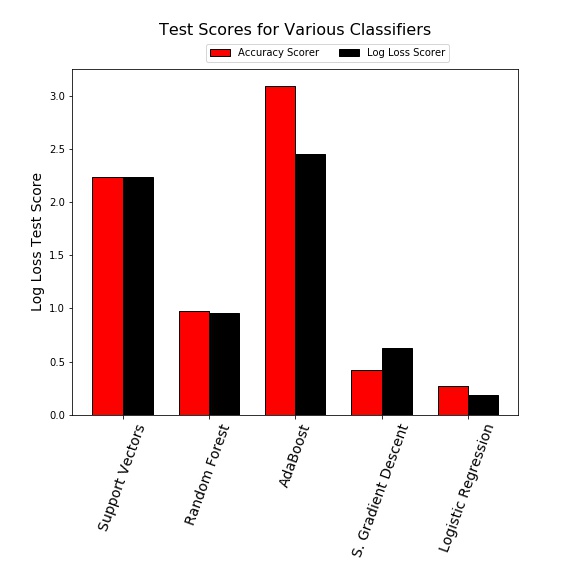 Test Scores for Various Classifiers
Accuracy Scorer
Log Loss Scorer
Log Loss Test Score
3.0
2.5
2.0
1.5
1.0
0.5
0.0
Support Vectors
Random Forest
AdaBoost
S. Gradient Descent
Logistic Regression